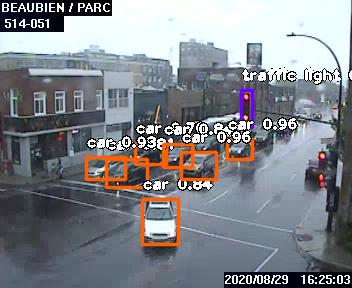 BEAUBIEN / PARC
514-051
traffic light 0
car 0.96
car 0.93
car 0.96
car 0.84
2020/08/29 16:25:03